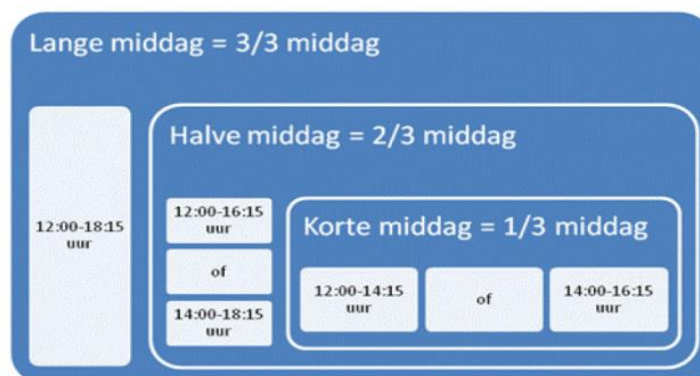 Lange middag = 3/3 middag
12:00-18:15
uur
Halve middag = 2/3 middag
12:00-16:15
uur
of
14:00-18:15
uur
Korte middag = 1/3 middag
12:00-14:15
uur
of
14:00-16:15
uur